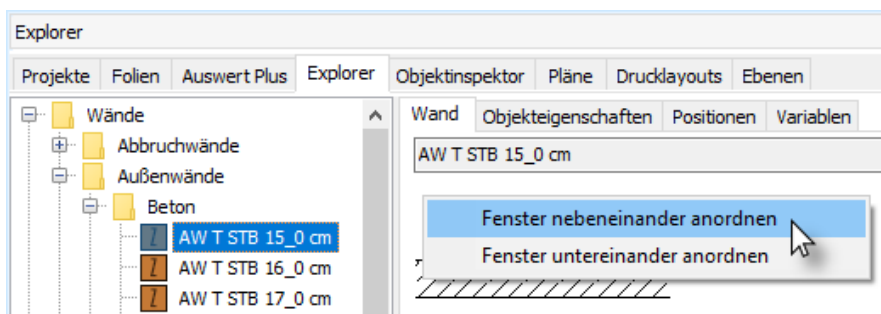 Explorer
Projekte Folien Auswert Plus Explorer Objektinspektor Pläne Drucklayouts Ebenen
Wände
Abbruchwände
Außenwände
Beton
AW T STB 15_0 cm
AW T STB 16_0 cm
AW T STB 17_0 cm
Wand Objekteigenschaften Positionen Variablen
AW T STB 15_0 cm
Fenster nebeneinander anordnen
Fenster untereinander anordnen